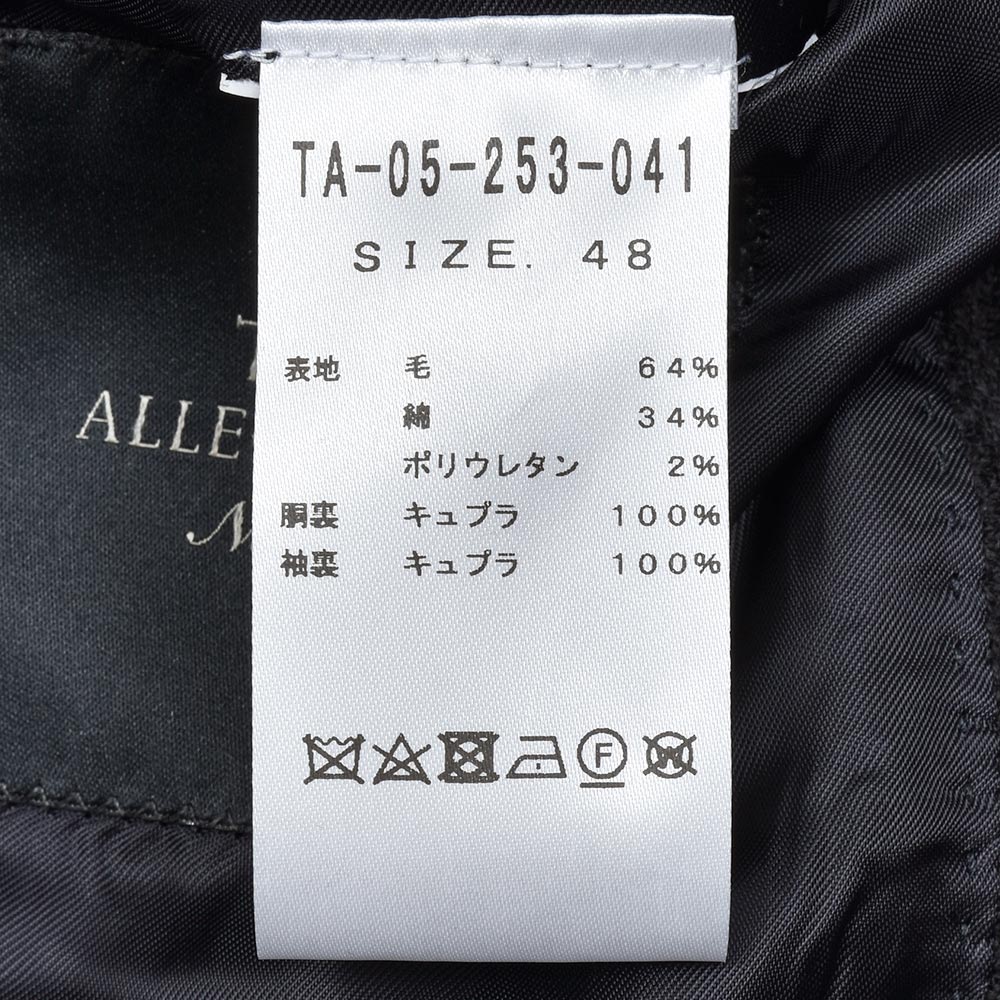 TA-05-253-041
SIZE. 48
表地 毛 64%
綿 34%
ポリウレタン 2%
胴裏 キュプラ 100%
袖裏 キュプラ 100%
F
W
ALLE